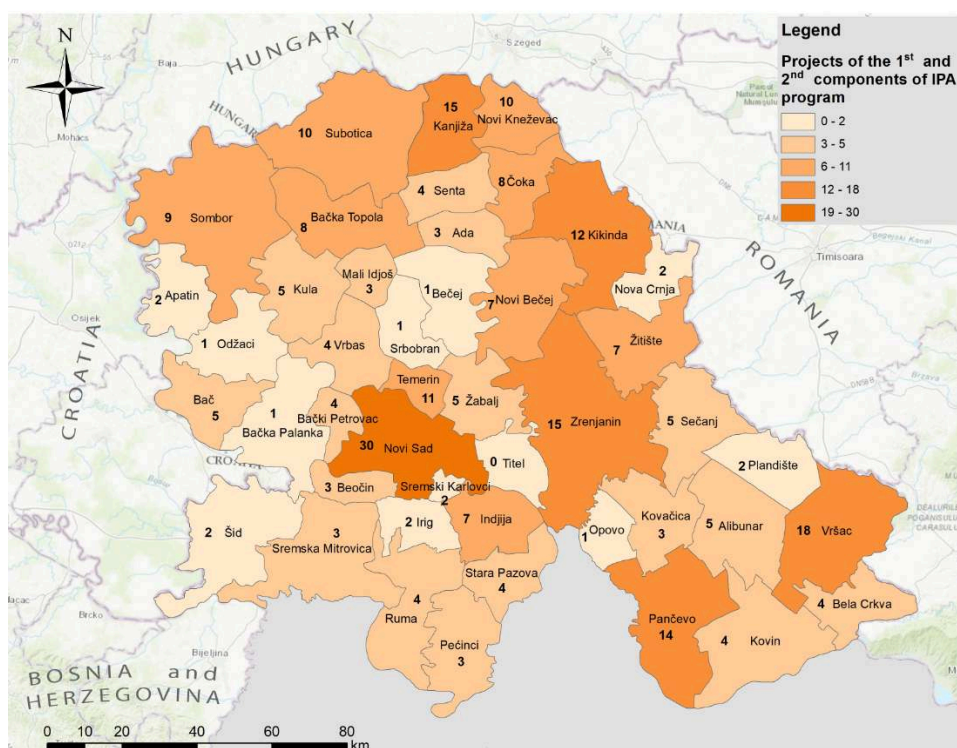 N
HUNGARY
Szeged
Baja
Mohacs
HUNGAR
Legend
Projects of the 1st and
2nd components of IPA
program
0 - 2
3 - 5
6 - 11
12 - 18
19 - 30
10 Subotica
15
Kanjiža
10
Novi Kneževac
4
Senta
8 Čoka
9 Sombor
Bačka Topola
8
3 Ada
12 Kikinda
MANIA
ROMANIA
Timisoara
2
Nova Crnja
Mali Idjoš
3
5 Kula
1
Bečej
7 Novi Bečej
2 Apatin
Osijek
1 Odžaci
1
Srbobran
4 Vrbas
Žitište
7
CROATIA
Temerin
11
5 Žabalj
Bač
5
1
Bačka Palanka
4
Bački Petrovac
15 Zrenjanin
5 Sečanj
30 Novi Sad
0 Titel
2 Plandište
CROATIA
3 Beočin
Sremski Karlovci
2
2 Šid
3
Sremska Mitrovica
2 Irig
7 Indjija
Opovo
1
Kovačica
3
5 Alibunar
18 Vršac
Stara Pazova
4
4
Ruma
Pećinci
3
Pančevo
14
4 Kovin
4 Bela Crkva
Brcko
Bijeljina
BOSNIA and
HERZEGOVINA
0 10 20 40 60 80
km